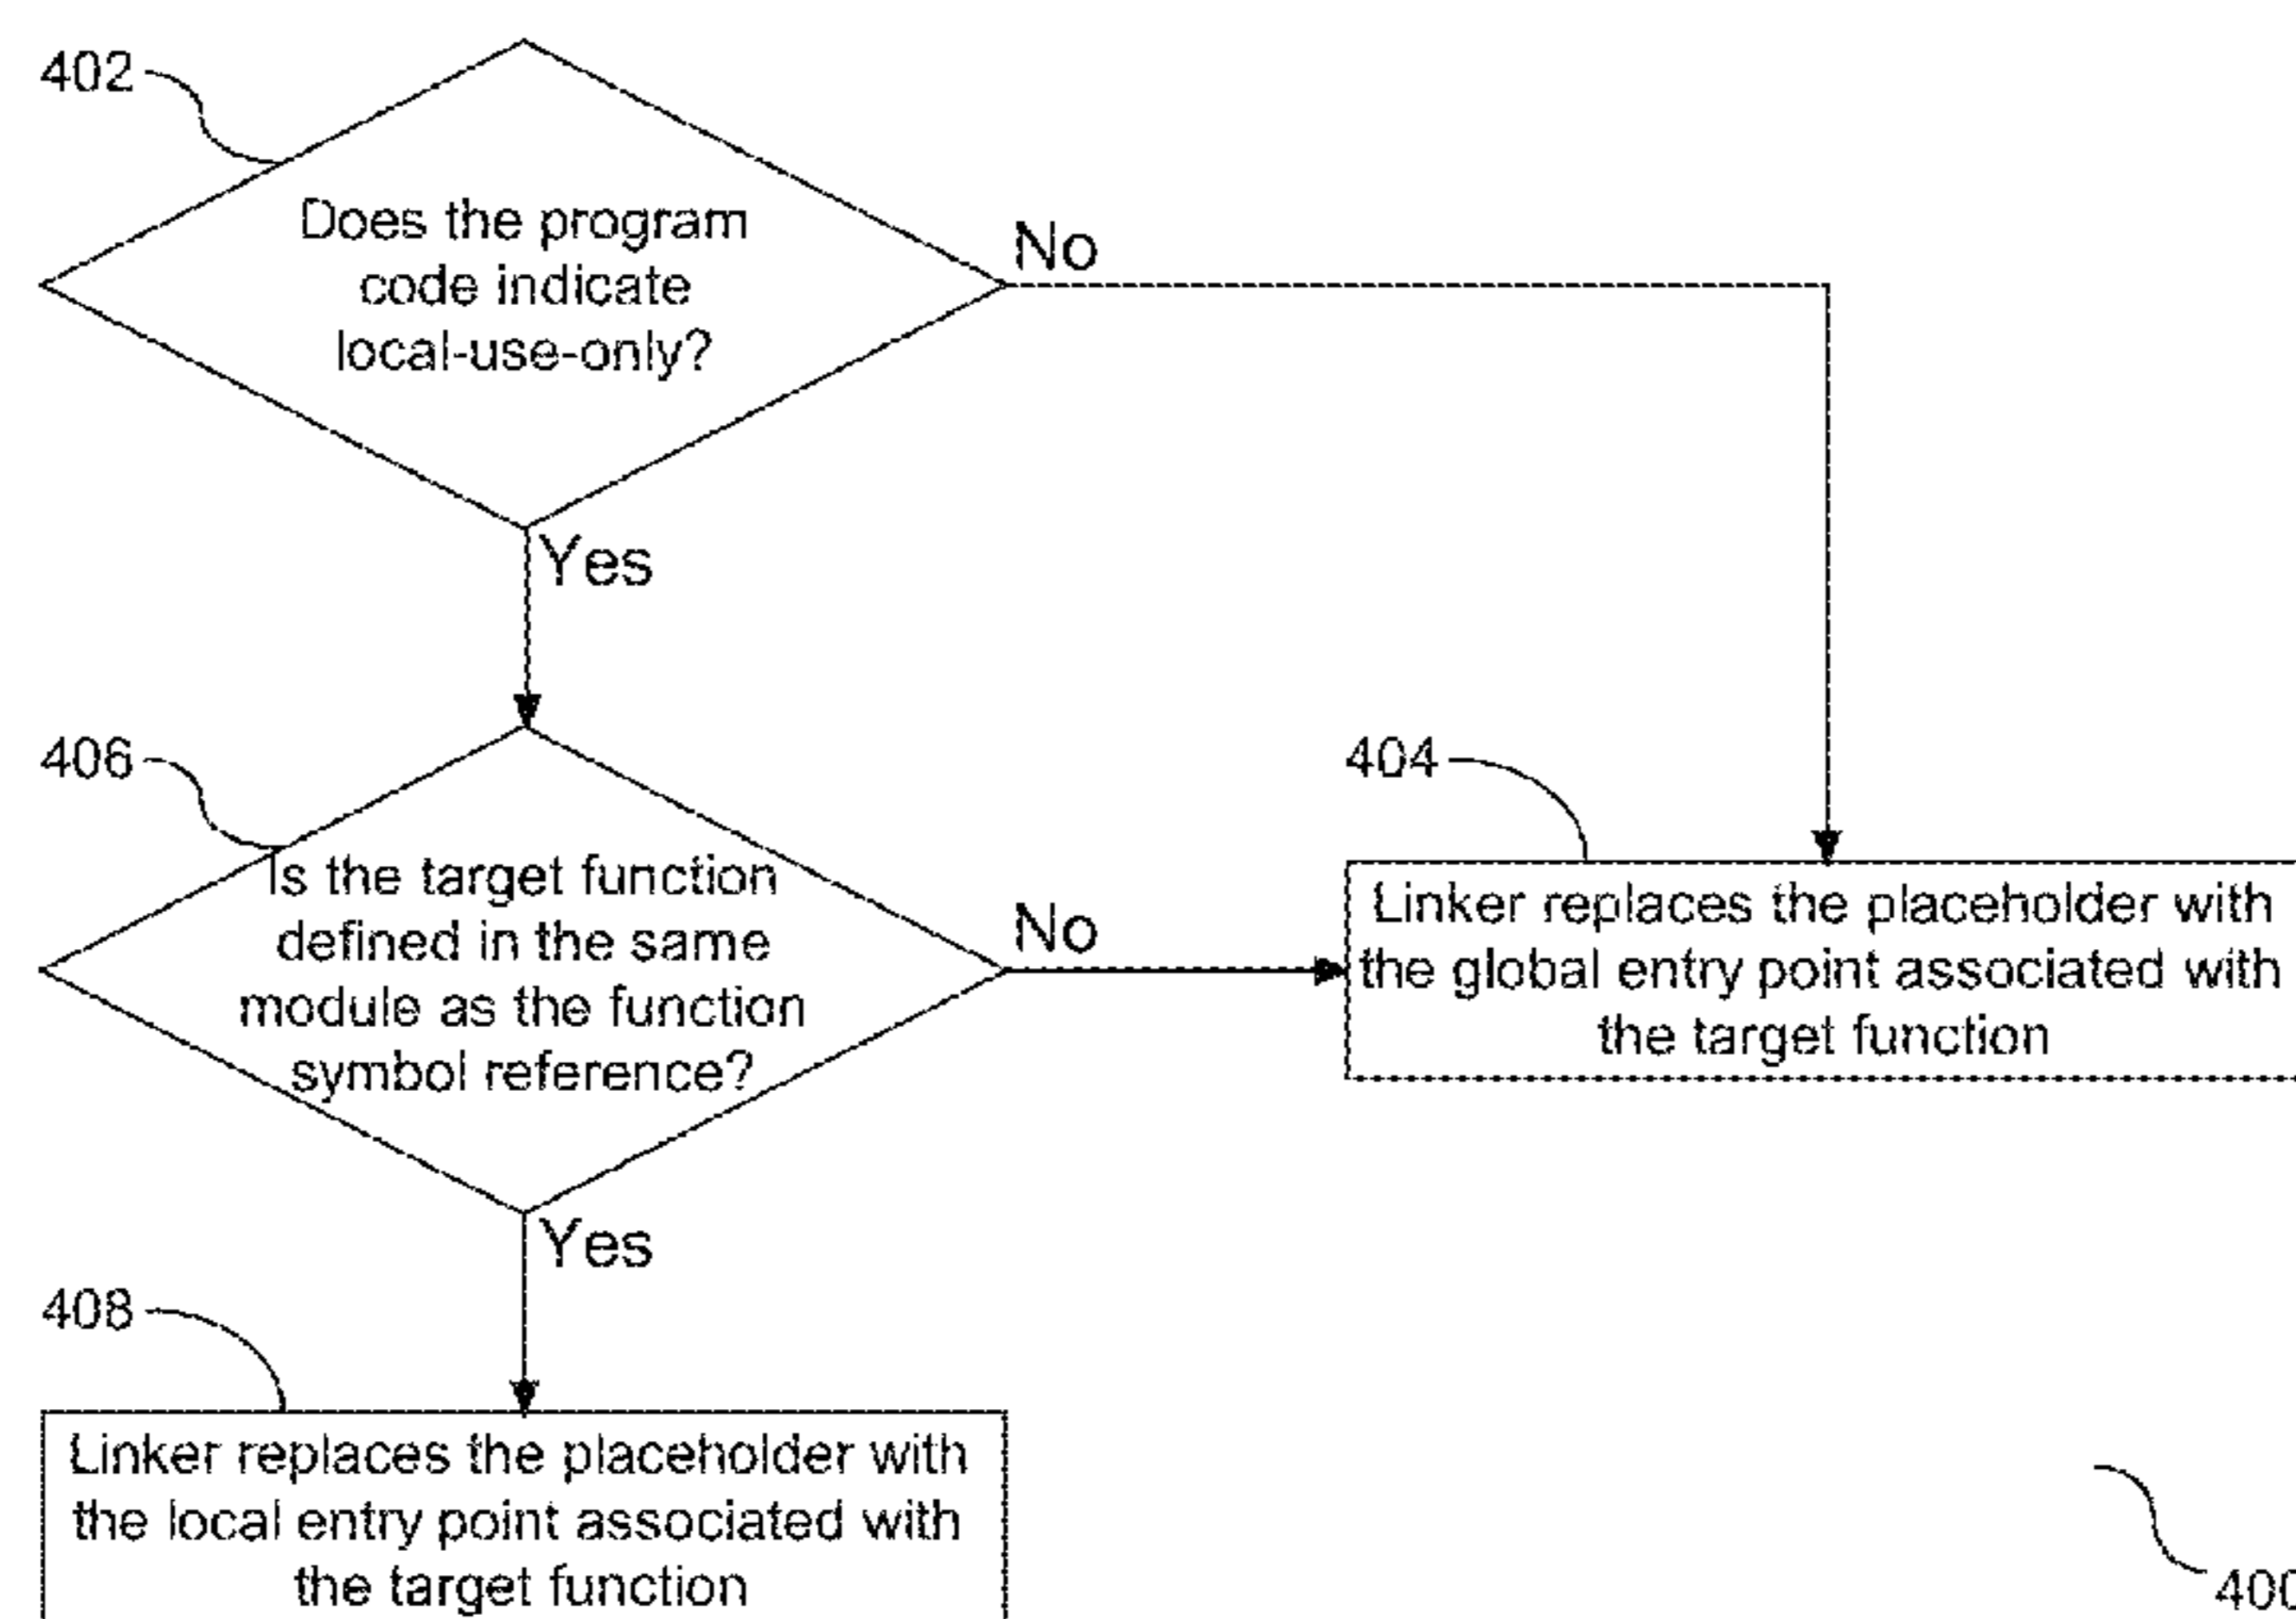 402
Does the program
code indicate
local-use-only?
No
Yes
406
Is the target function
defined in the same
module as the function
symbol reference?
No
404
Linker replaces the placeholder with
the global entry point associated with
the target function
Yes
408
Linker replaces the placeholder with
the local entry point associated with
the target function
400